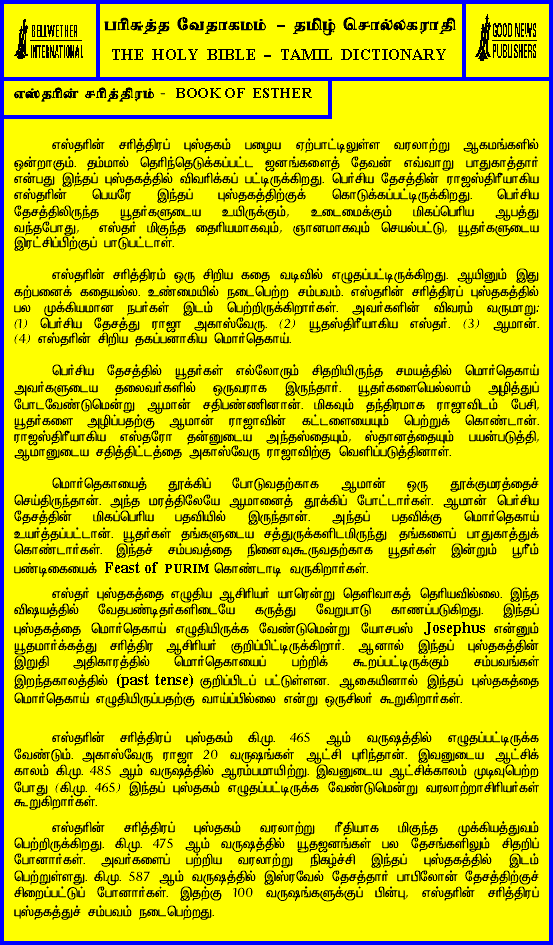 BELLWETHER
INTERNATIONAL
பரிசுத்த வேதாகமம் – தமிழ் சொல்லகராதி
THE HOLY BIBLE – TAMIL DICTIONARY
GOOD NEWS
PUBLISHERS
எஸ்தரின் சரித்திரம் - BOOK OF ESTHER
எஸ்தரின் சரித்திரப் புஸ்தகம் பழைய ஏற்பாட்டிலுள்ள வரலாற்று ஆகமங்களில்
ஒன்றாகும். தம்மால் தெரிந்தெடுக்கப்பட்ட ஜனங்களைத் தேவன் எவ்வாறு பாதுகாத்தார்
என்பது இந்தப் புஸ்தகத்தில் விவரிக்கப் பட்டிருக்கிறது. பெர்சிய தேசத்தின் ராஜஸ்திரீயாகிய
எஸ்தரின் பெயரே இந்தப் புஸ்தகத்திற்குக் கொடுக்கப்பட்டிருக்கிறது. பெர்சிய
தேசத்திலிருந்த யூதர்களுடைய உயிருக்கும், உடைமைக்கும் மிகப்பெரிய ஆபத்து
வந்தபோது, எஸ்தர் மிகுந்த தைரியமாகவும், ஞானமாகவும் செயல்பட்டு, யூதர்களுடைய
இரட்சிப்பிற்குப் பாடுபட்டாள்.
எஸ்தரின் சரித்திரம் ஒரு சிறிய கதை வடிவில் எழுதப்பட்டிருக்கிறது. ஆயினும் இது
கற்பனைக் கதையல்ல. உண்மையில் நடைபெற்ற சம்பவம். எஸ்தரின் சரித்திரப் புஸ்தகத்தில்
பல முக்கியமான நபர்கள் இடம் பெற்றிருக்கிறார்கள். அவர்களின் விவரம் வருமாறு;
(1) பெர்சிய தேசத்து ராஜா அகாஸ்வேரு. (2) யூதஸ்திரீயாகிய எஸ்தர். (3) ஆமான்.
(4) எஸ்தரின் சிறிய தகப்பனாகிய மொர்தெகாய்.
பெர்சிய தேசத்தில் யூதர்கள் எல்லோரும் சிதறியிருந்த சமயத்தில் மொர்தெகாய்
அவர்களுடைய தலைவர்களில் ஒருவராக இருந்தார். யூதர்களையெல்லாம் அழித்துப்
போடவேண்டுமென்று ஆமான் சதிபண்ணினான். மிகவும் தந்திரமாக ராஜாவிடம் பேசி,
யூதர்களை அழிப்பதற்கு ஆமான் ராஜாவின் கட்டளையையும் பெற்றுக் கொண்டான்.
ராஜஸ்திரீயாகிய எஸ்தரோ தன்னுடைய அந்தஸ்தையும், ஸ்தானத்தையும் பயன்படுத்தி,
ஆமானுடைய சதித்திட்டத்தை அகாஸ்வேரு ராஜாவிற்கு வெளிப்படுத்தினாள்.
மொர்தெகாயைத் தூக்கிப் போடுவதற்காக ஆமான் ஒரு தூக்குமரத்தைச்
செய்திருந்தான். அந்த மரத்திலேயே ஆமானைத் தூக்கிப் போட்டார்கள். ஆமான் பெர்சிய
தேசத்தின் மிகப்பெரிய பதவியில் இருந்தான். அந்தப் பதவிக்கு மொர்தெகாய்
உயர்த்தப்பட்டான். யூதர்கள் தங்களுடைய சத்துருக்களிடமிருந்து தங்களைப் பாதுகாத்துக்
கொண்டார்கள். இந்தச் சம்பவத்தை நினைவுகூருவதற்காக யூதர்கள் இன்றும் பூரீம்
பண்டிகையைக் Feast of PURIM கொண்டாடி வருகிறார்கள்.
எஸ்தர் புஸ்தகத்தை எழுதிய ஆசிரியர் யாரென்று தெளிவாகத் தெரியவில்லை. இந்த
விஷயத்தில் வேதபண்டிதர்களிடையே கருத்து வேறுபாடு காணப்படுகிறது. இந்தப்
புஸ்தகத்தை மொர்தெகாய் எழுதியிருக்க வேண்டுமென்று யோசபஸ் Josephus என்னும்
யூதமார்க்கத்து சரித்திர ஆசிரியர் குறிப்பிட்டிருக்கிறார். ஆனால் இந்தப் புஸ்தகத்தின்
இறுதி அதிகாரத்தில் மொர்தெகாயைப் பற்றிக் கூறப்பட்டிருக்கும் சம்பவங்கள்
இறந்தகாலத்தில் (past tense) குறிப்பிடப் பட்டுள்ளன. ஆகையினால் இந்தப் புஸ்தகத்தை
மொர்தெகாய் எழுதியிருப்பதற்கு வாய்ப்பில்லை என்று ஒருசிலர் கூறுகிறார்கள்.
எஸ்தரின் சரித்திரப் புஸ்தகம் கி.மு. 465 ஆம் வருஷத்தில் எழுதப்பட்டிருக்க
வேண்டும். அகாஸ்வேரு ராஜா 20 வருஷங்கள் ஆட்சி புரிந்தான். இவனுடைய ஆட்சிக்
காலம் கி.மு. 485 ஆம் வருஷத்தில் ஆரம்பமாயிற்று. இவனுடைய ஆட்சிக்காலம் முடிவுபெற்ற
போது (கி.மு. 465) இந்தப் புஸ்தகம் எழுதப்பட்டிருக்க வேண்டுமென்று வரலாற்றாசிரியர்கள்
கூறுகிறார்கள்.
எஸ்தரின் சரித்திரப் புஸ்தகம் வரலாற்று ரீதியாக மிகுந்த முக்கியத்துவம்
பெற்றிருக்கிறது. கி.மு. 475 ஆம் வருஷத்தில் யூதஜனங்கள் பல தேசங்களிலும் சிதறிப்
போனார்கள். அவர்களைப் பற்றிய வரலாற்று நிகழ்ச்சி இந்தப் புஸ்தகத்தில் இடம்
பெற்றுள்ளது. கி.மு. 587 ஆம் வருஷத்தில் இஸ்ரவேல் தேசத்தார் பாபிலோன் தேசத்திற்குச்
சிறைப்பட்டுப் போனார்கள். இதற்கு 100 வருஷங்களுக்குப் பின்பு, எஸ்தரின் சரித்திரப்
புஸ்தகத்துச் சம்பவம் நடைபெற்றது.